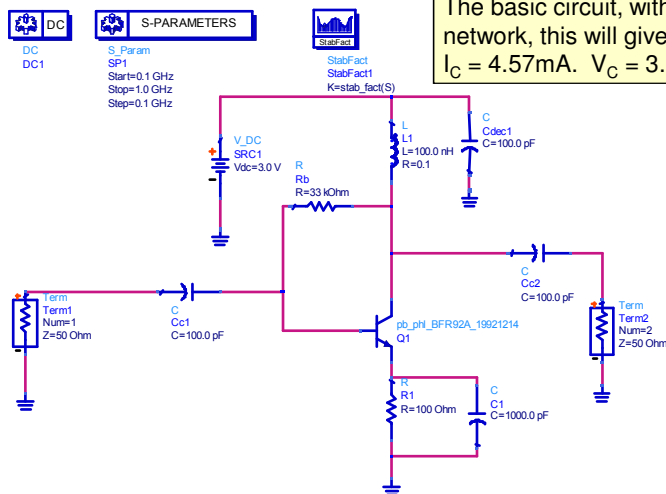 DC
DC
DC1
S-PARAMETERS
S_Param
SP1
Start=0.1 GHz
Stop=1.0 GHz
Step=0.1 GHz
StabFact
StabFact
StabFact1
K=stab_fact(S)
The basic circuit, with
network, this will give
I_C = 4.57mA. V_C = 3.
V_DC
SRC1
Vdc=3.0 V
L
L1
L=100.0 nH
R=0.1
C
Cdec1
C=100.0 pF
R
Rb
R=33 kOhm
Term
Term1
Num=1
Z=50 Ohm
C
Cc1
C=100.0 pF
C
Cc2
C=100.0 pF
Term
Term2
Num=2
Z=50 Ohm
pb_phl_BFR92A_19921214
Q1
R
R1
R=100 Ohm
C
C1
C=1000.0 pF